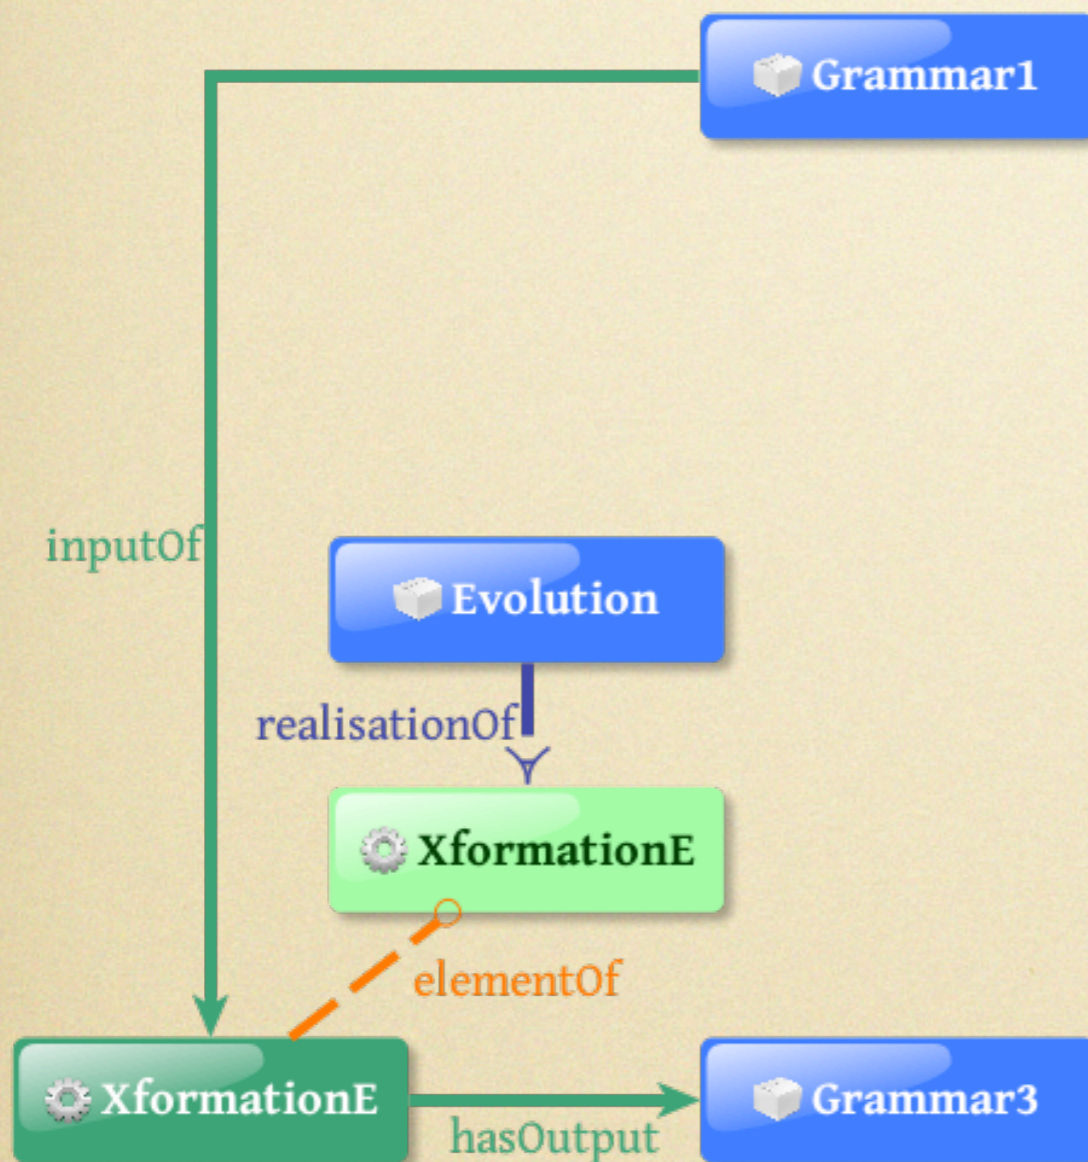 Grammar1
inputOf
Evolution
realisationOf
XformationE
elementOf
XformationE
hasOutput
Grammar3